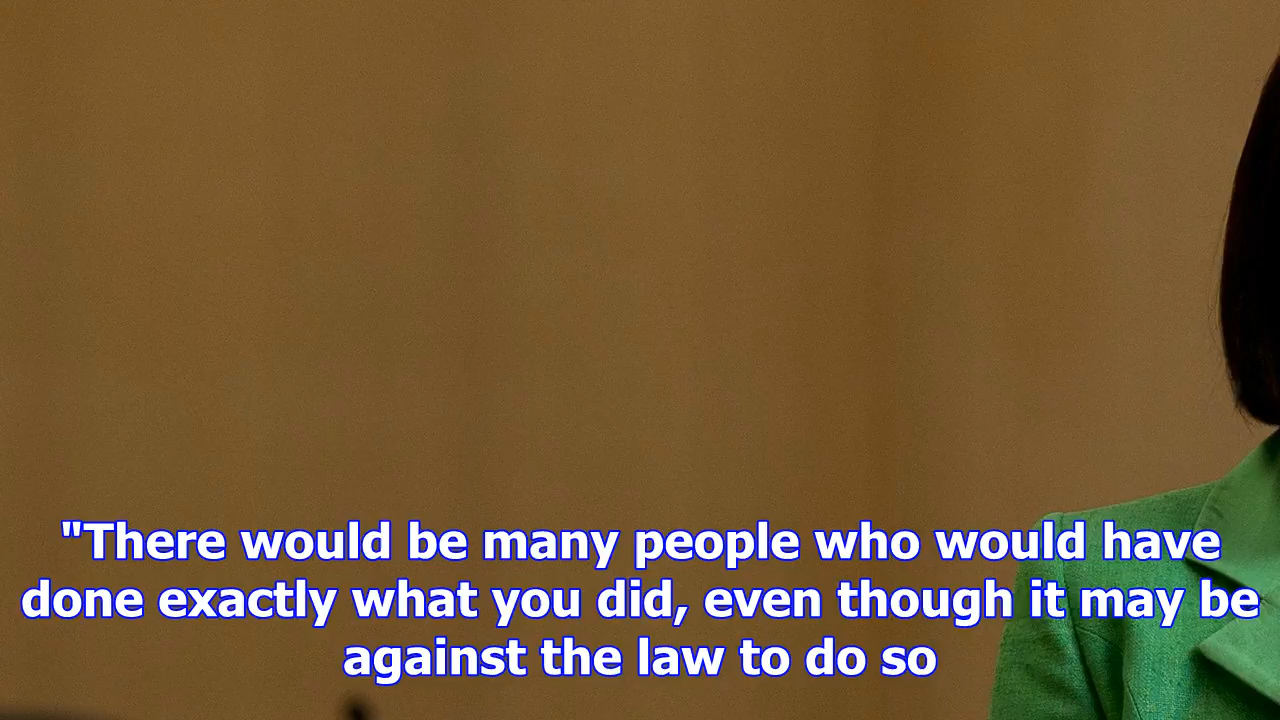 "There would be many people who would have
done exactly what you did, even though it may be
against the law to do so